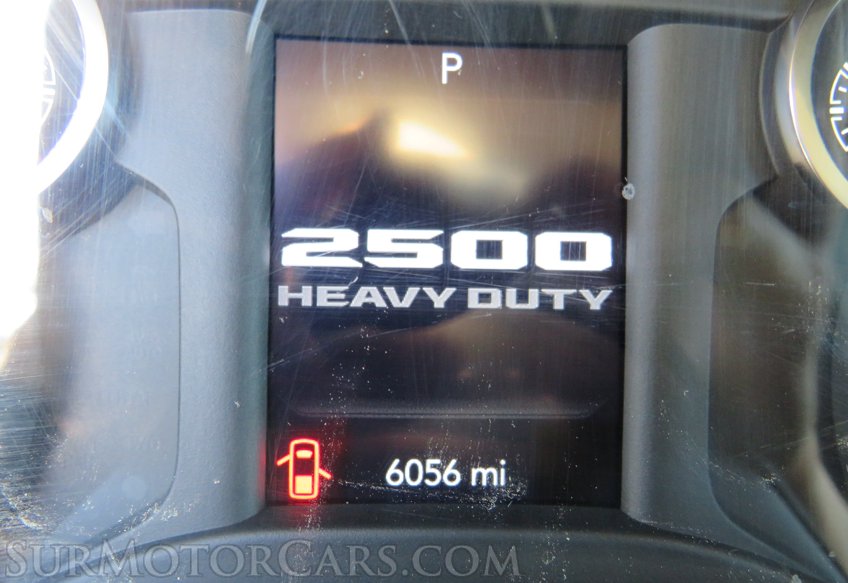 P
2500
HEAVY DUTY
6056 mi
SurMotorCars.com